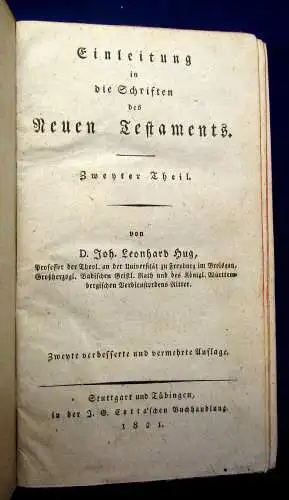 Einleitung
in
die Schriften
des
Neuen Testaments.
Zweyter Theil.
von
D. Joh. Leonhard Hug,
Professor der Theol. an der Universität zu Freyburg im Breisgau,
Großherzogl. Badischen Geistl. Rath und des Königl. Württem-
bergischen Verdienstordens Ritter.
Zweyte verbesserte und vermehrte Auflage.
Stuttgart und Tübingen,
in der J. G. Cotta'schen Buchhandlung.
1821.